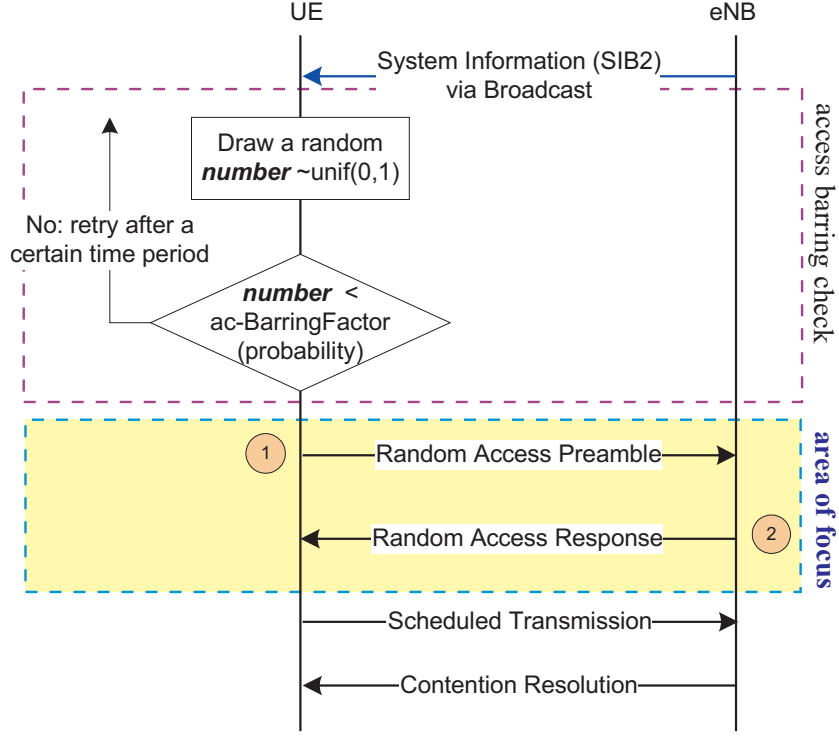 UE
eNB
System Information (SIB2)
via Broadcast
access barring check
Draw a random
number ~unif(0,1)
No: retry after a
certain time period
number <
ac-BarringFactor
(probability)
area of focus
1
Random Access Preamble
Random Access Response
2
Scheduled Transmission
Contention Resolution